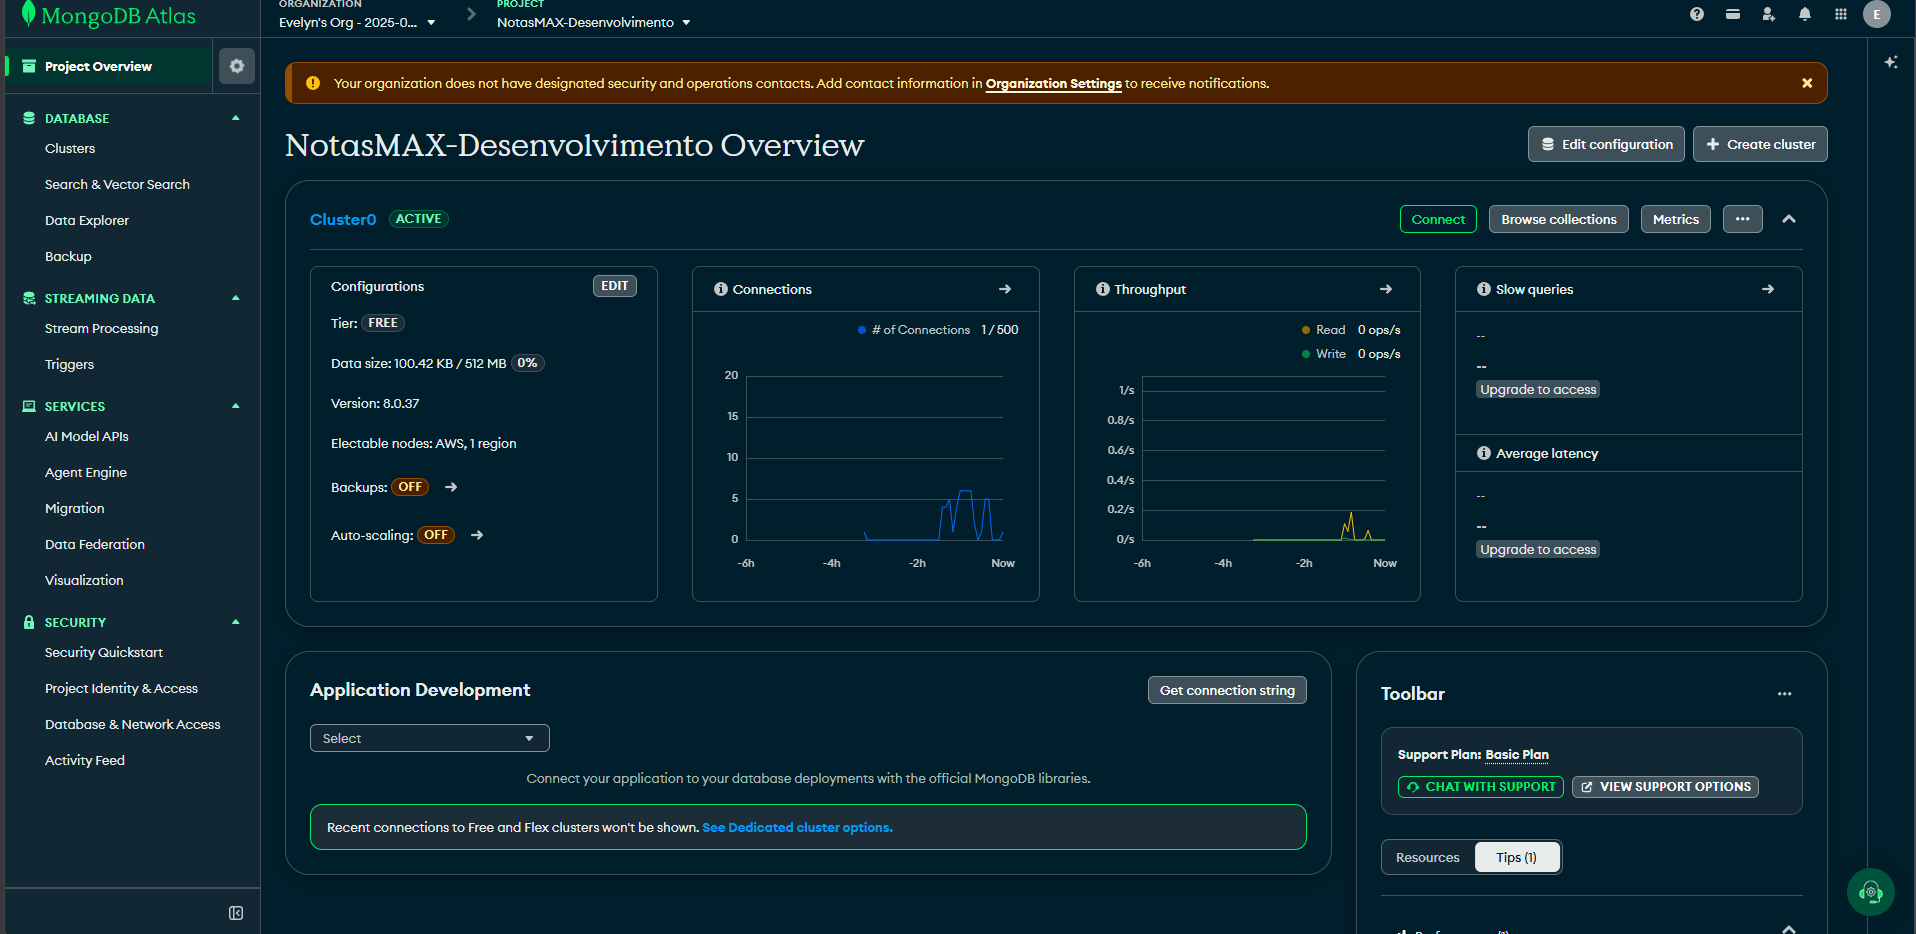 MongoDB Atlas
ORGANIZATION
Evelyn's Org - 2025-0...
PROJECT
NotasMAX-Desenvolvimento
E
Project Overview
DATABASE
Clusters
Search & Vector Search
Data Explorer
Backup
STREAMING DATA
Stream Processing
Triggers
SERVICES
AI Model APIs
Agent Engine
Migration
Data Federation
Visualization
SECURITY
Security Quickstart
Project Identity & Access
Database & Network Access
Activity Feed
Your organization does not have designated security and operations contacts. Add contact information in Organization Settings to receive notifications.
NotasMAX-Desenvolvimento Overview
Edit configuration
Create cluster
Cluster0 ACTIVE
Connect
Browse collections
Metrics
Configurations
EDIT
Tier: FREE
Data size: 100.42 KB / 512 MB 0%
Version: 8.0.37
Electable nodes: AWS, 1 region
Backups: OFF
Auto-scaling: OFF
Connections
# of Connections 1 / 500
20
15
10
5
0
-6h -4h -2h Now
Throughput
Read 0 ops/s
Write 0 ops/s
1/s
0.8/s
0.6/s
0.4/s
0.2/s
0/s
-6h -4h -2h Now
Slow queries
--
--
Upgrade to access
Average latency
--
--
Upgrade to access
Application Development
Get connection string
Select
Connect your application to your database deployments with the official MongoDB libraries.
Recent connections to Free and Flex clusters won't be shown. See Dedicated cluster options.
Toolbar
Support Plan: Basic Plan
CHAT WITH SUPPORT
VIEW SUPPORT OPTIONS
Resources
Tips (1)